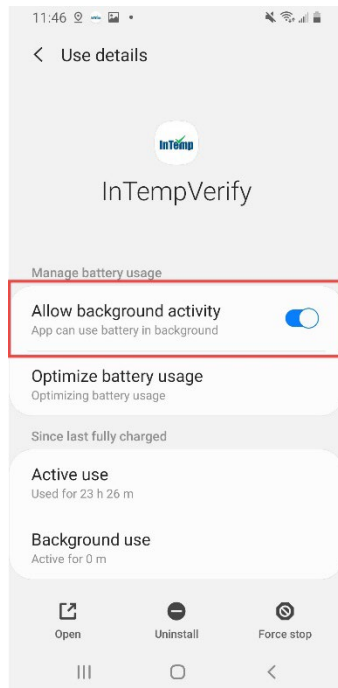 11:46
Use details
InTemp
InTempVerify
Manage battery usage
Allow background activity
App can use battery in background
Optimize battery usage
Optimizing battery usage
Since last fully charged
Active use
Used for 23 h 26 m
Background use
Active for 0 m
Open Uninstall Force stop